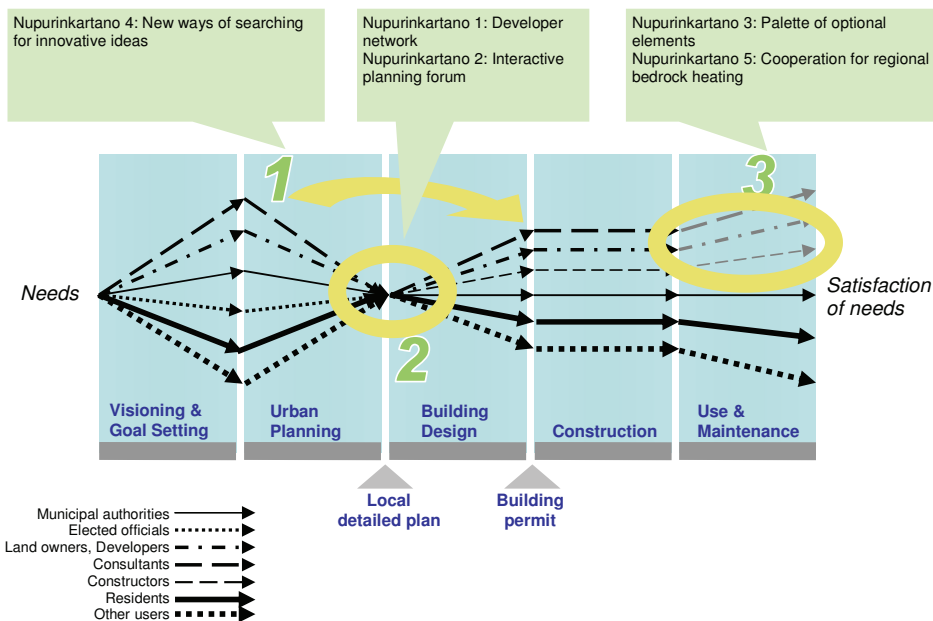 Nupurinkartano 4: New ways of searching
for innovative ideas
Nupurinkartano 1: Developer
network
Nupurinkartano 2: Interactive
planning forum
Nupurinkartano 3: Palette of optional
elements
Nupurinkartano 5: Cooperation for regional
bedrock heating
1
3
Needs
Satisfaction
of needs
2
Visioning &
Goal Setting
Urban
Planning
Building
Design
Construction
Use &
Maintenance
Local
detailed plan
Building
permit
Municipal authorities
Elected officials
Land owners, Developers
Consultants
Constructors
Residents
Other users